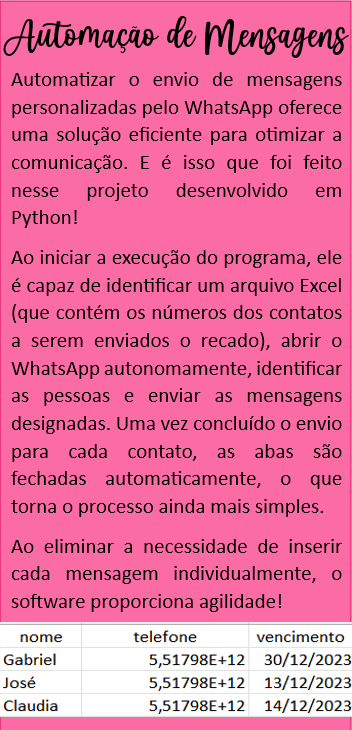 Automação de Mensagens
Automatizar o envio de mensagens
personalizadas pelo WhatsApp oferece
uma solução eficiente para otimizar a
comunicação. E é isso que foi feito
nesse projeto desenvolvido em
Python!
Ao iniciar a execução do programa, ele
é capaz de identificar um arquivo Excel
(que contém os números dos contatos
a serem enviados o recado), abrir o
WhatsApp autonomamente, identificar
as pessoas e enviar as mensagens
designadas. Uma vez concluído o envio
para cada contato, as abas são
fechadas automaticamente, o que
torna o processo ainda mais simples.
Ao eliminar a necessidade de inserir
cada mensagem individualmente, o
software proporciona agilidade!
nome telefone vencimento
Gabriel 5,51798E+12 30/12/2023
José 5,51798E+12 13/12/2023
Claudia 5,51798E+12 14/12/2023